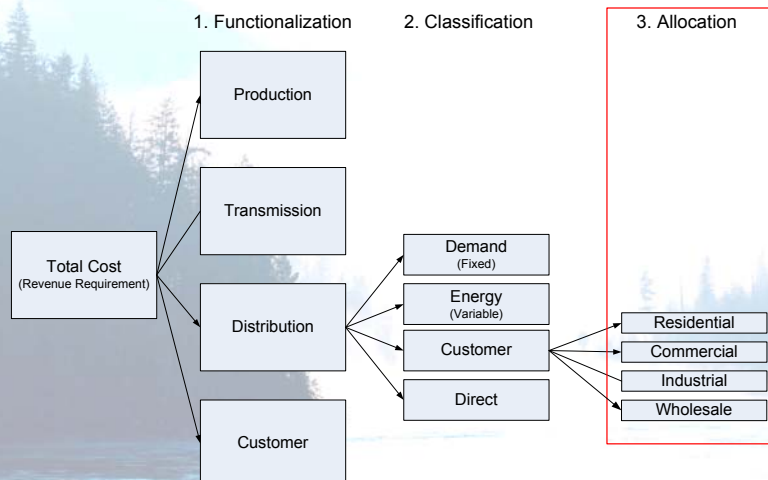 1. Functionalization
2. Classification
3. Allocation
Production
Transmission
Total Cost
(Revenue Requirement)
Distribution
Customer
Demand
(Fixed)
Energy
(Variable)
Customer
Direct
Residential
Commercial
Industrial
Wholesale